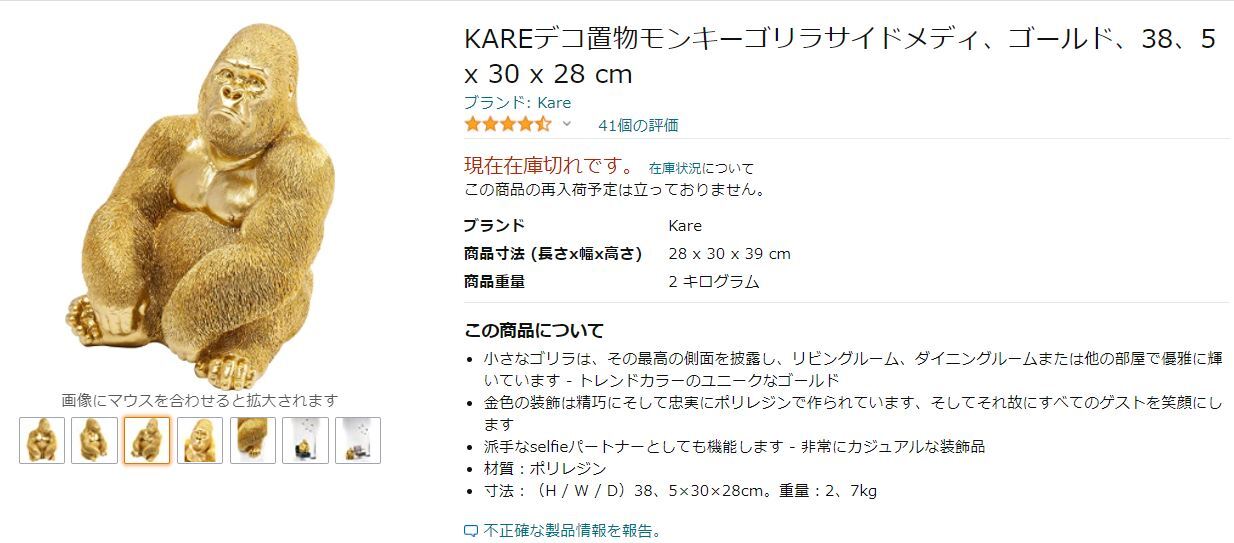 KAREデコ置物モンキーゴリラサイドメディ、ゴールド、38、5
x 30 x 28 cm
ブランド: Kare
41個の評価
現在在庫切れです。 在庫状況について
この商品の再入荷予定は立っておりません。
ブランド Kare
商品寸法 (長さx幅x高さ) 28 x 30 x 39 cm
商品重量 2 キログラム
この商品について
• 小さなゴリラは、その最高の側面を披露し、リビングルーム、ダイニングルームまたは他の部屋で優雅に輝
いています - トレンドカラーのユニークなゴールド
• 金色の装飾は精巧にそして忠実にポリレジンで作られています、そしてそれ故にすべてのゲストを笑顔にし
ます
• 派手なselfieパートナーとしても機能します - 非常にカジュアルな装飾品
• 材質：ポリレジン
• 寸法：（H / W / D）38、5×30×28cm。重量：2、7kg
不正確な製品情報を報告。
画像にマウスを合わせると拡大されます